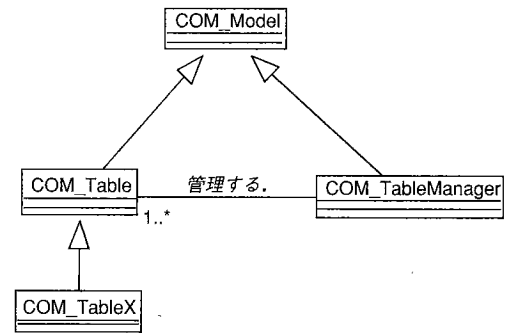 COM_Model
COM_Table
管理する.
COM_TableManager
1..*
COM_TableX